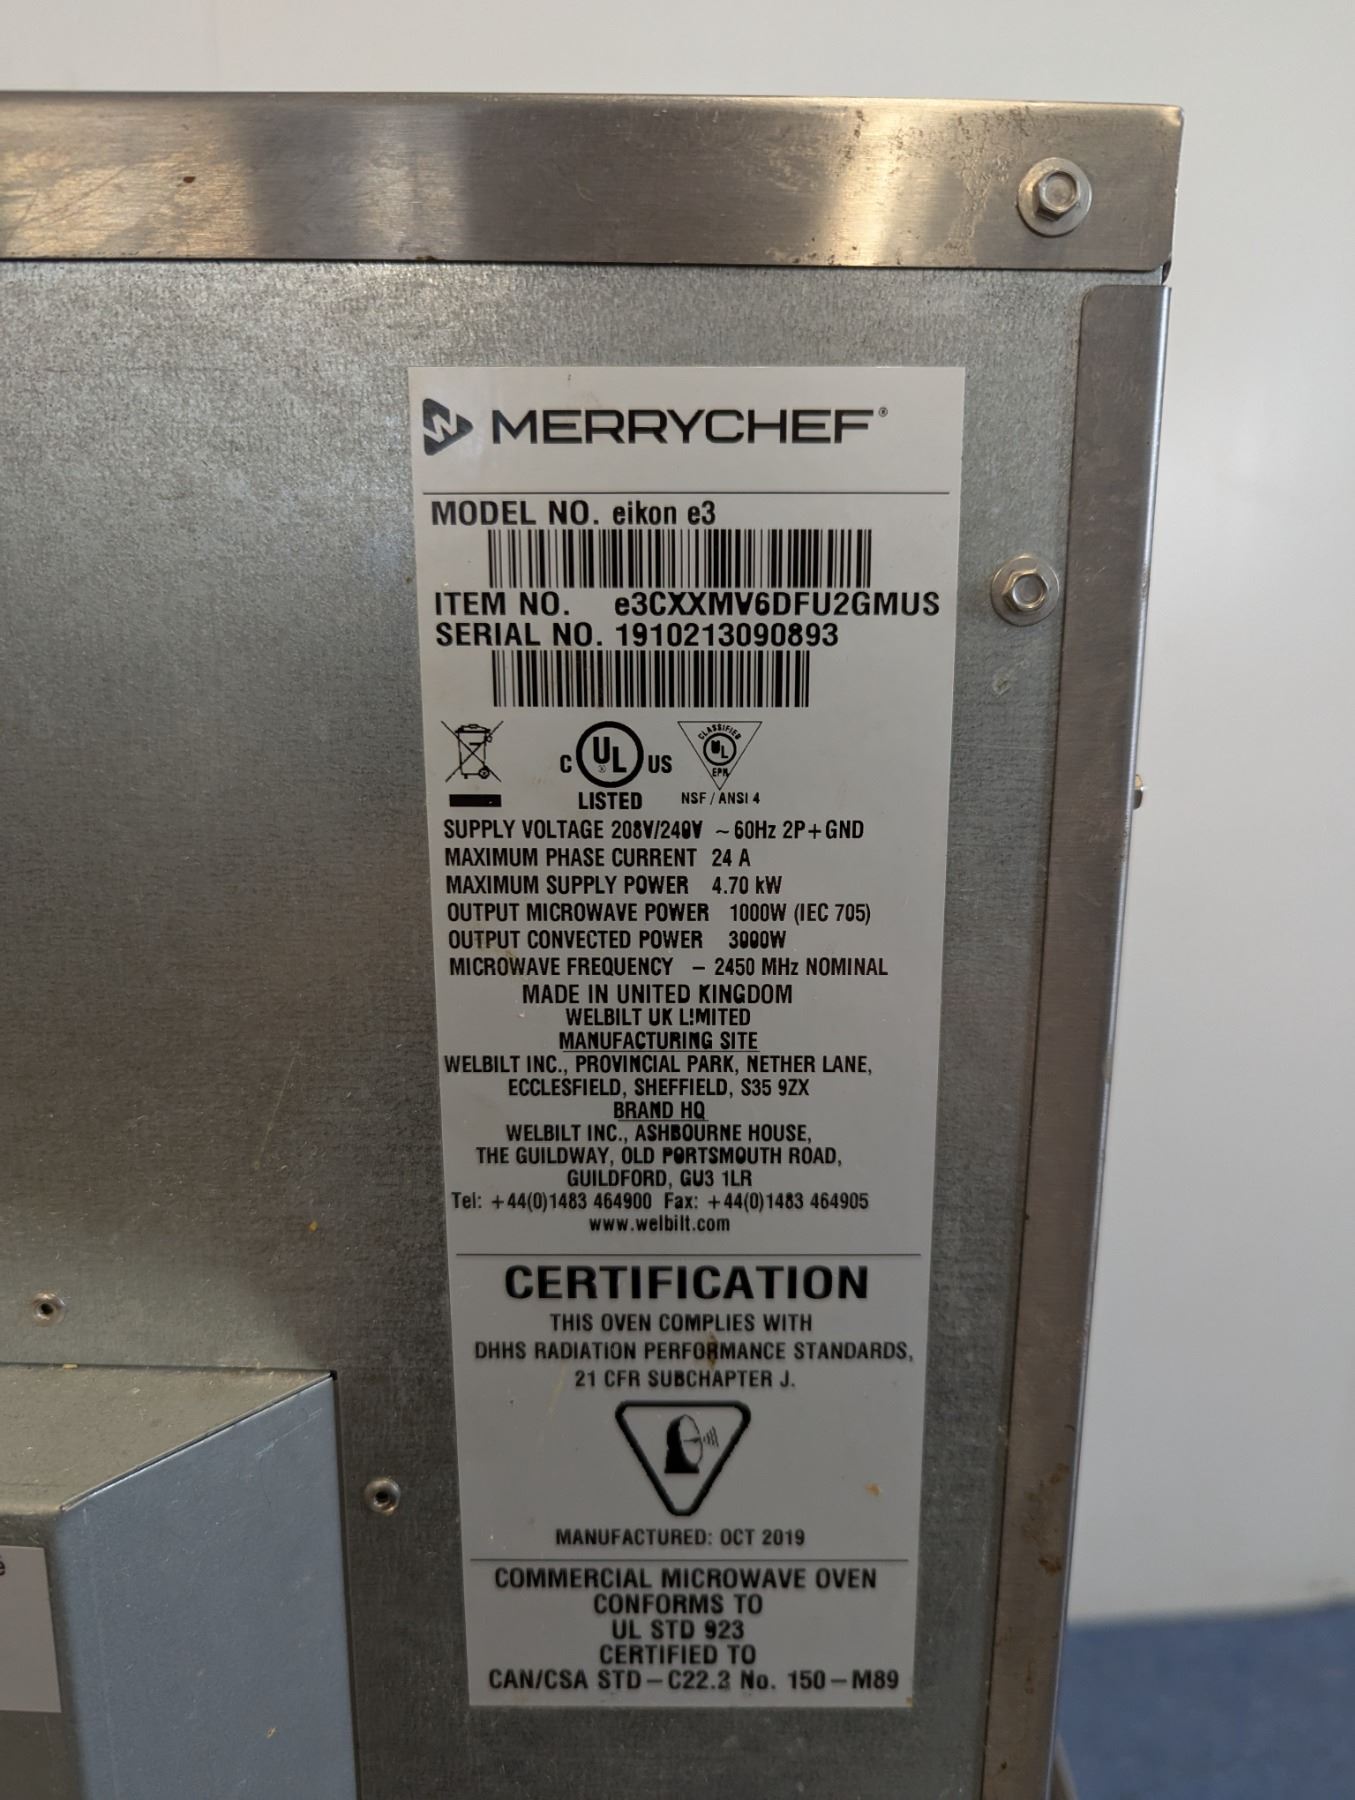 MERRYCHEF®
MODEL NO. eikon e3
ITEM NO. e3CXXMV6DFU2GMUS
SERIAL NO. 1910213090893
CLASSIFIED
UL
EPH
C UL® US
LISTED
NSF / ANSI 4
SUPPLY VOLTAGE 208V/240V ~ 60Hz 2P+GND
MAXIMUM PHASE CURRENT 24 A
MAXIMUM SUPPLY POWER 4.70 kW
OUTPUT MICROWAVE POWER 1000W (IEC 705)
OUTPUT CONVECTED POWER 3000W
MICROWAVE FREQUENCY – 2450 MHz NOMINAL
MADE IN UNITED KINGDOM
WELBILT UK LIMITED
MANUFACTURING SITE
WELBILT INC., PROVINCIAL PARK, NETHER LANE,
ECCLESFIELD, SHEFFIELD, S35 9ZX
BRAND HQ
WELBILT INC., ASHBOURNE HOUSE,
THE GUILDWAY, OLD PORTSMOUTH ROAD,
GUILDFORD, GU3 1LR
Tel: +44(0)1483 464900 Fax: +44(0)1483 464905
www.welbilt.com
CERTIFICATION
THIS OVEN COMPLIES WITH
DHHS RADIATION PERFORMANCE STANDARDS,
21 CFR SUBCHAPTER J.
MANUFACTURED: OCT 2019
COMMERCIAL MICROWAVE OVEN
CONFORMS TO
UL STD 923
CERTIFIED TO
CAN/CSA STD – C22.2 No. 150 – M89